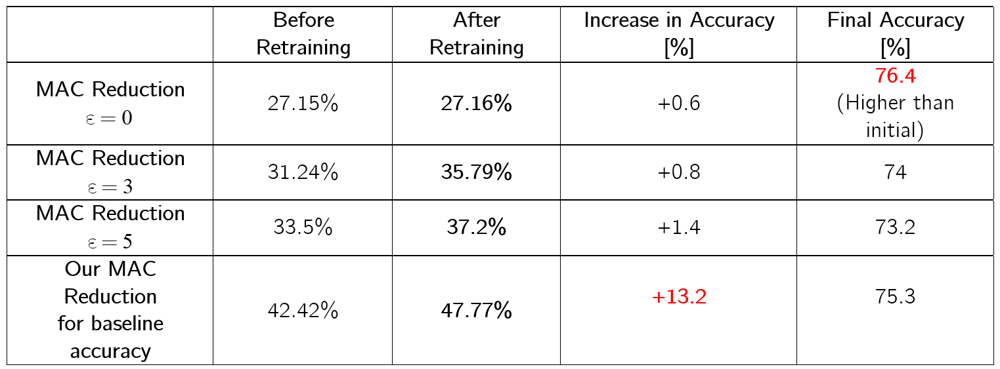 Before
Retraining
After
Retraining
Increase in Accuracy
[%]
Final Accuracy
[%]
MAC Reduction
ε = 0
27.15%
27.16%
+0.6
76.4
(Higher than
initial)
MAC Reduction
ε = 3
31.24%
35.79%
+0.8
74
MAC Reduction
ε = 5
33.5%
37.2%
+1.4
73.2
Our MAC
Reduction
for baseline
accuracy
42.42%
47.77%
+13.2
75.3